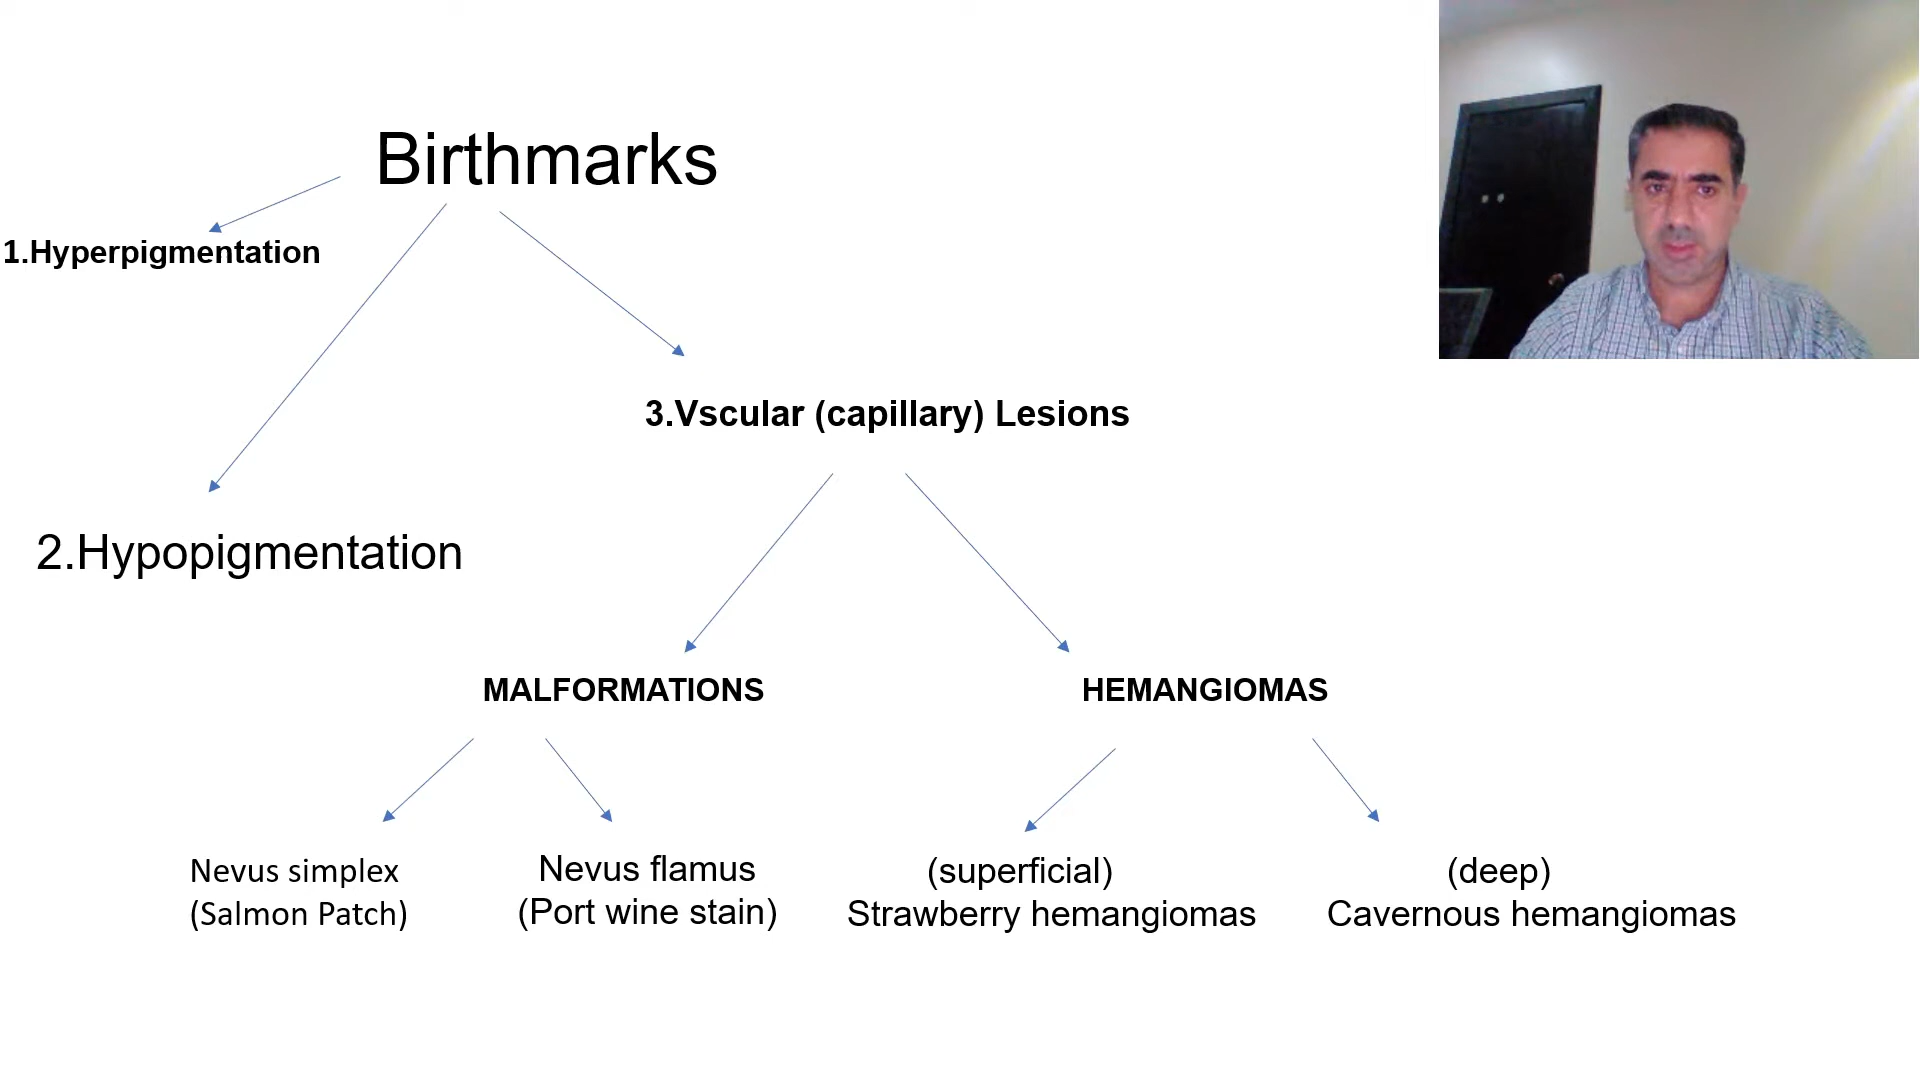 Birthmarks
1.Hyperpigmentation
3.Vscular (capillary) Lesions
2.Hypopigmentation
MALFORMATIONS
HEMANGIOMAS
Nevus simplex
(Salmon Patch)
Nevus flamus
(Port wine stain)
(superficial)
Strawberry hemangiomas
(deep)
Cavernous hemangiomas